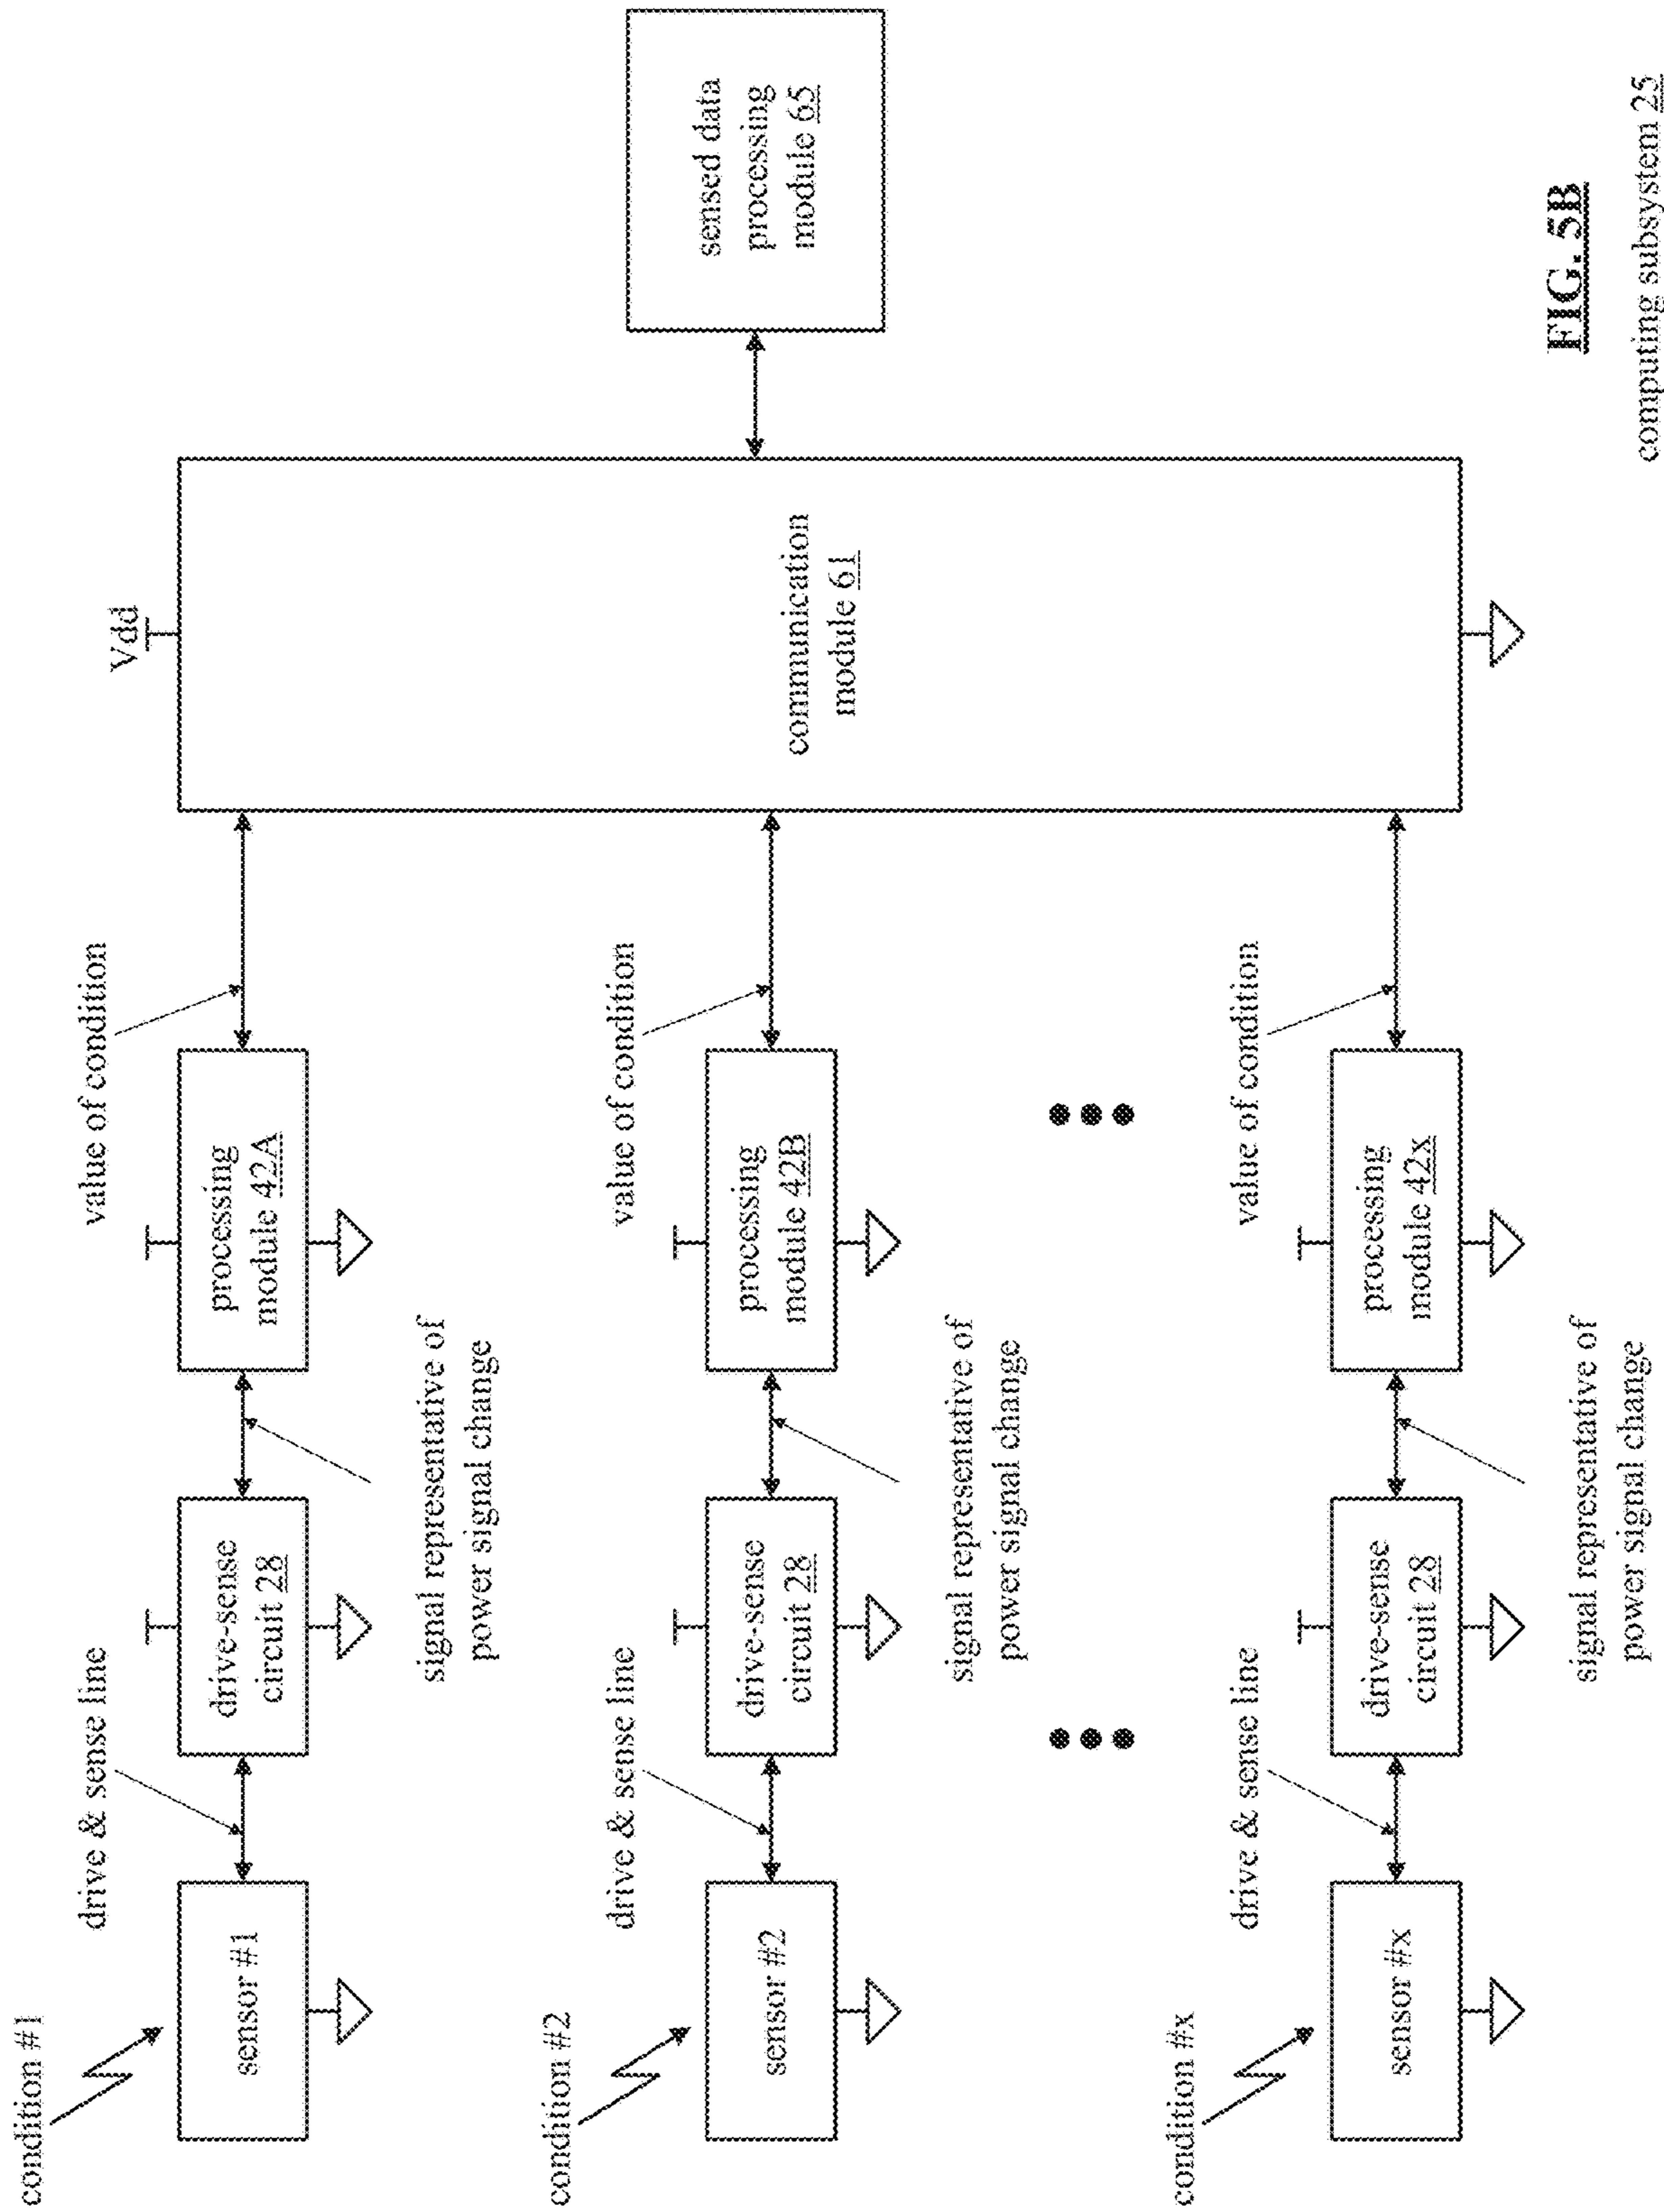 condition #1
sensor #1
drive & sense line
drive-sense
circuit 28
signal representative of
power signal change
processing
module 42A
value of condition
condition #2
sensor #2
drive & sense line
drive-sense
circuit 28
signal representative of
power signal change
processing
module 42B
value of condition
condition #x
sensor #x
drive & sense line
drive-sense
circuit 28
signal representative of
power signal change
processing
module 42x
value of condition
Vdd
communication
module 61
sensed data
processing
module 65
FIG. 5B
computing subsystem 25